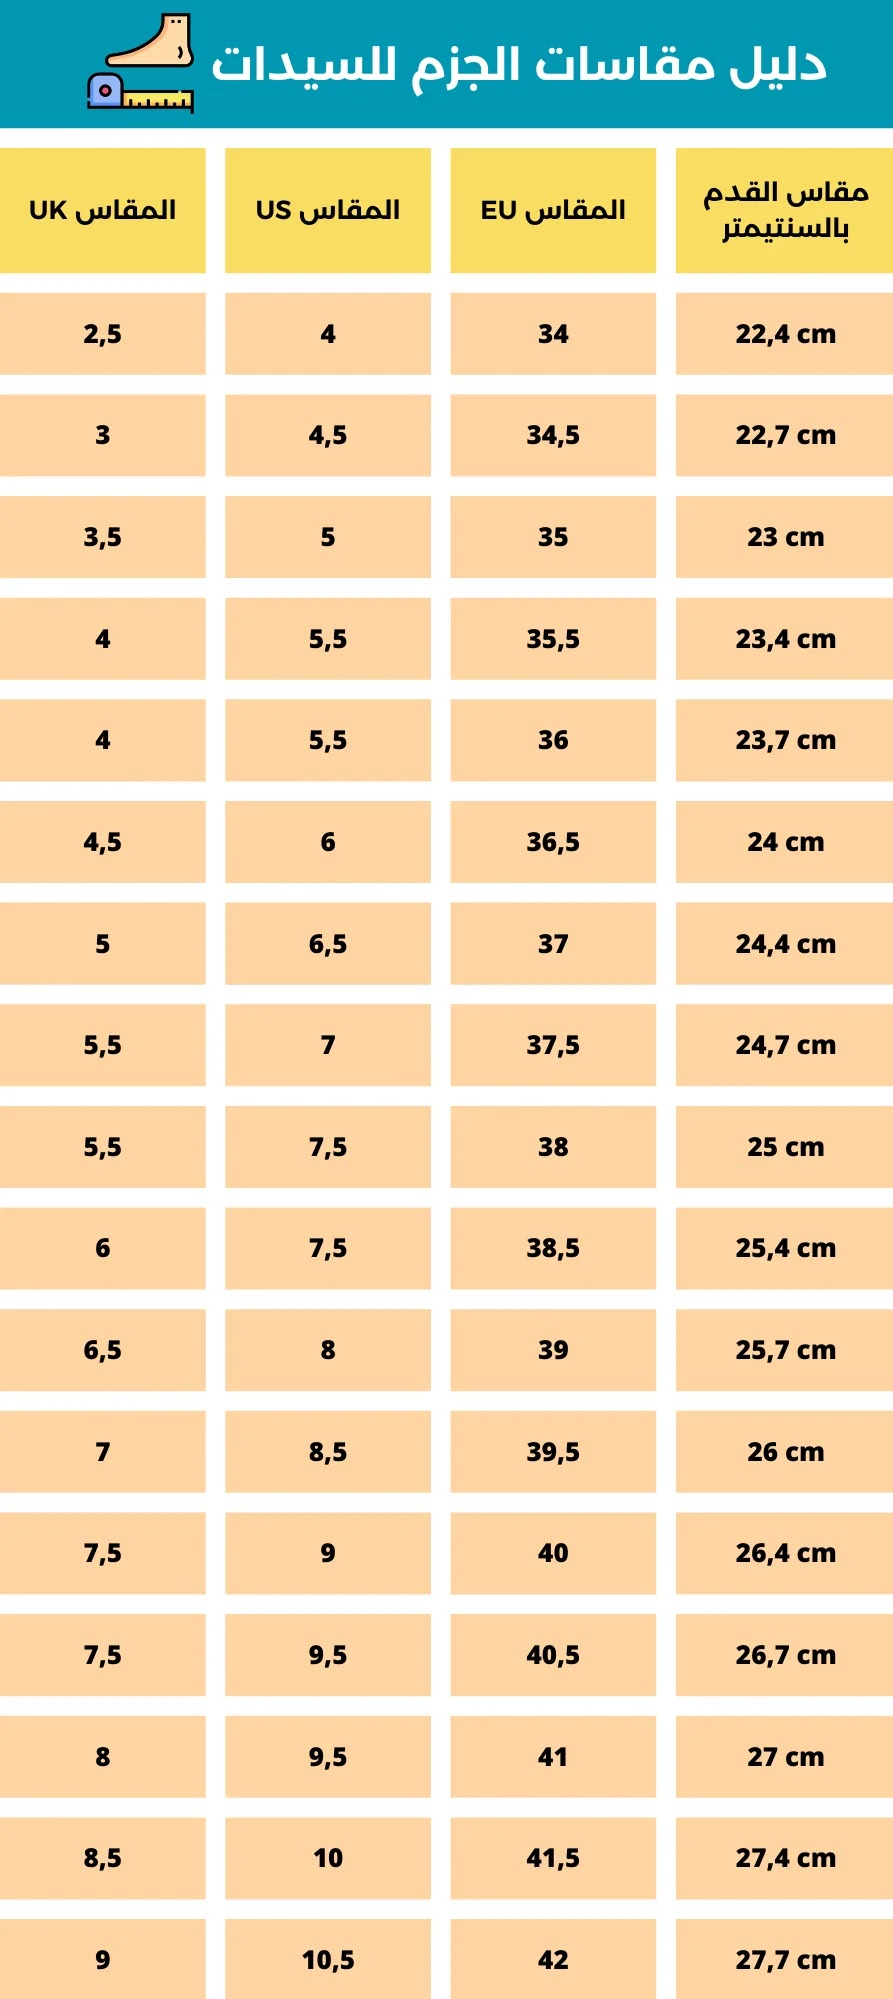 دليل مقاسات الجزم للسيدات
مقاس القدم بالسنتيمتر المقاس EU المقاس US المقاس UK
22,4 cm 34 4 2,5
22,7 cm 34,5 4,5 3
23 cm 35 5 3,5
23,4 cm 35,5 5,5 4
23,7 cm 36 5,5 4
24 cm 36,5 6 4,5
24,4 cm 37 6,5 5
24,7 cm 37,5 7 5,5
25 cm 38 7,5 5,5
25,4 cm 38,5 7,5 6
25,7 cm 39 8 6,5
26 cm 39,5 8,5 7
26,4 cm 40 9 7,5
26,7 cm 40,5 9,5 7,5
27 cm 41 9,5 8
27,4 cm 41,5 10 8,5
27,7 cm 42 10,5 9